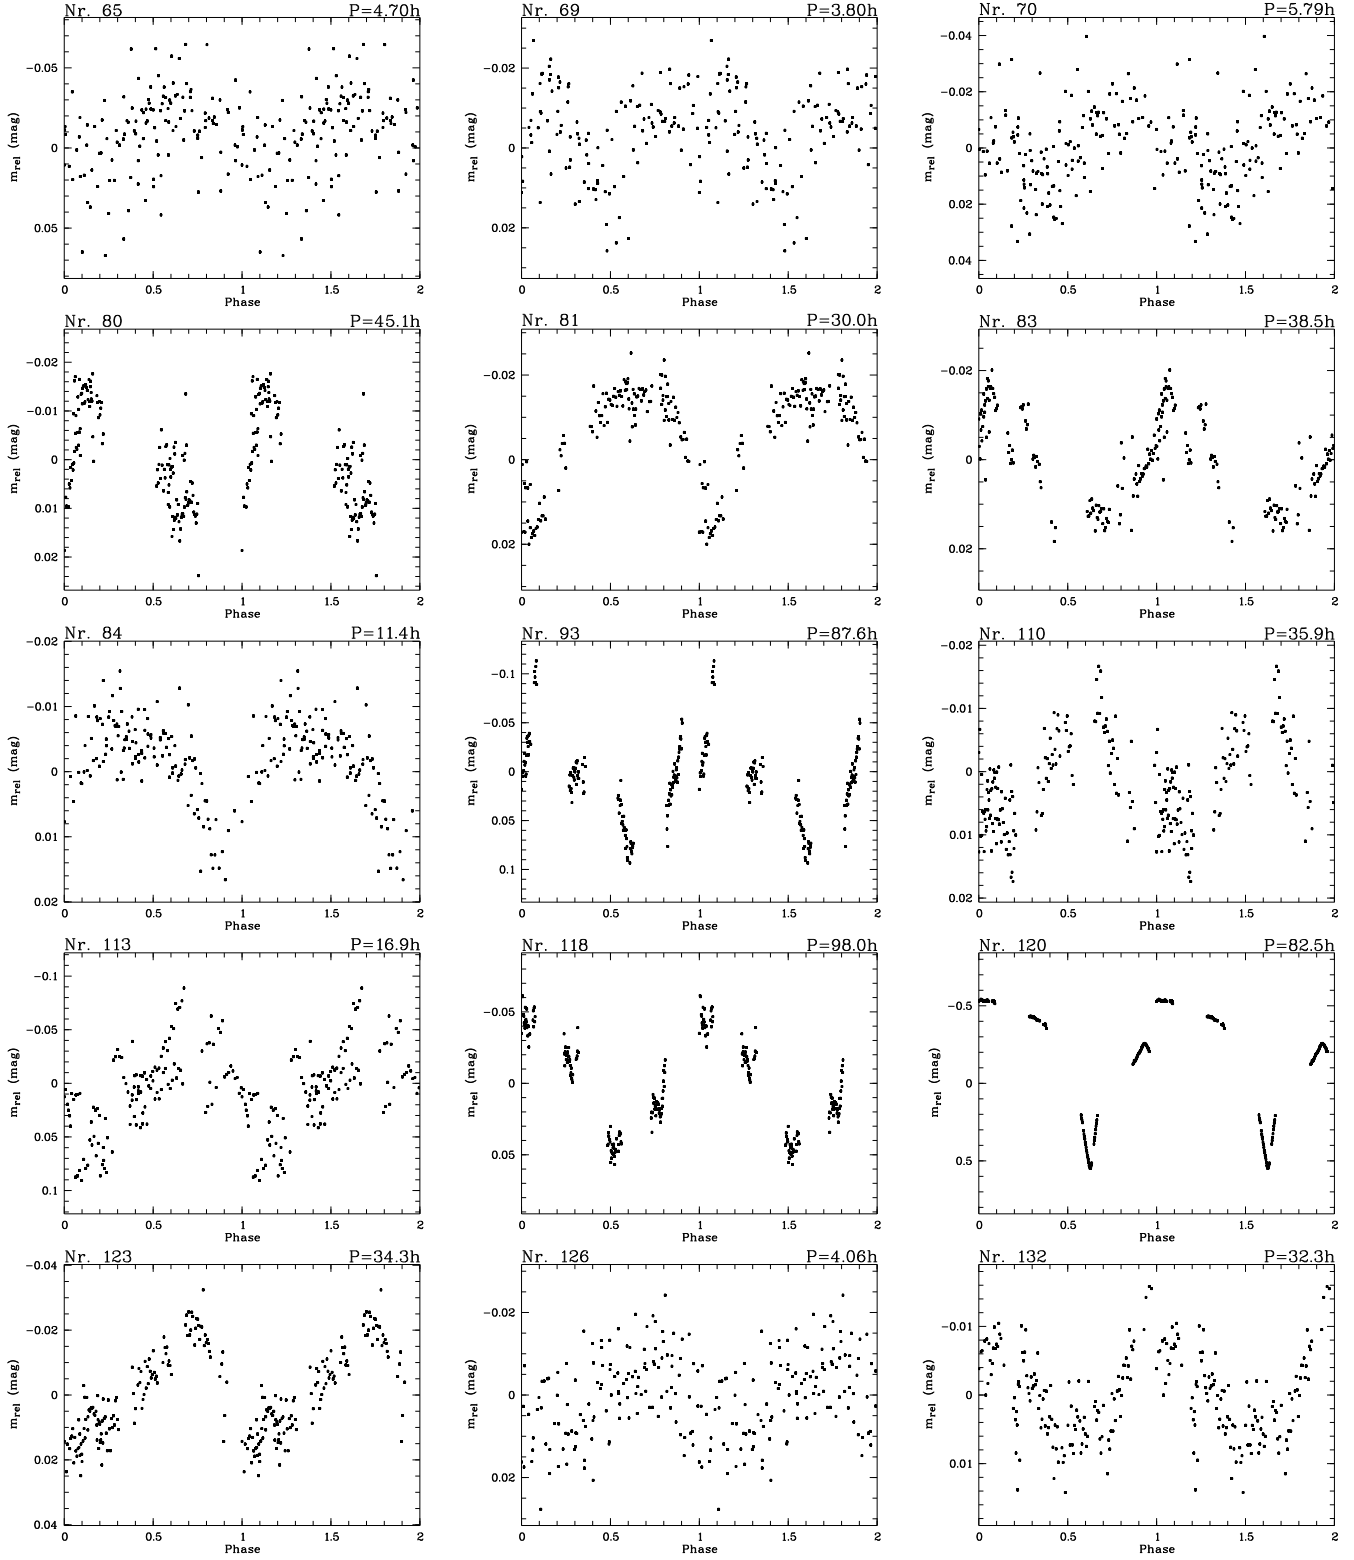 Nr. 65 P=4.70h
−0.05
0
0.05
m_rel (mag)
0 0.5 1 1.5 2
Phase
Nr. 69 P=3.80h
−0.02
0
0.02
m_rel (mag)
0 0.5 1 1.5 2
Phase
Nr. 70 P=5.79h
−0.04
−0.02
0
0.02
0.04
m_rel (mag)
0 0.5 1 1.5 2
Phase
Nr. 80 P=45.1h
−0.02
−0.01
0
0.01
0.02
m_rel (mag)
0 0.5 1 1.5 2
Phase
Nr. 81 P=30.0h
−0.02
0
0.02
m_rel (mag)
0 0.5 1 1.5 2
Phase
Nr. 83 P=38.5h
−0.02
0
0.02
m_rel (mag)
0 0.5 1 1.5 2
Phase
Nr. 84 P=11.4h
−0.02
−0.01
0
0.01
0.02
m_rel (mag)
0 0.5 1 1.5 2
Phase
Nr. 93 P=87.6h
−0.1
−0.05
0
0.05
0.1
m_rel (mag)
0 0.5 1 1.5 2
Phase
Nr. 110 P=35.9h
−0.02
−0.01
0
0.01
0.02
m_rel (mag)
0 0.5 1 1.5 2
Phase
Nr. 113 P=16.9h
−0.1
−0.05
0
0.05
0.1
m_rel (mag)
0 0.5 1 1.5 2
Phase
Nr. 118 P=98.0h
−0.05
0
0.05
m_rel (mag)
0 0.5 1 1.5 2
Phase
Nr. 120 P=82.5h
−0.5
0
0.5
m_rel (mag)
0 0.5 1 1.5 2
Phase
Nr. 123 P=34.3h
−0.04
−0.02
0
0.02
0.04
m_rel (mag)
0 0.5 1 1.5 2
Phase
Nr. 126 P=4.06h
−0.02
0
0.02
m_rel (mag)
0 0.5 1 1.5 2
Phase
Nr. 132 P=32.3h
−0.01
0
0.01
m_rel (mag)
0 0.5 1 1.5 2
Phase